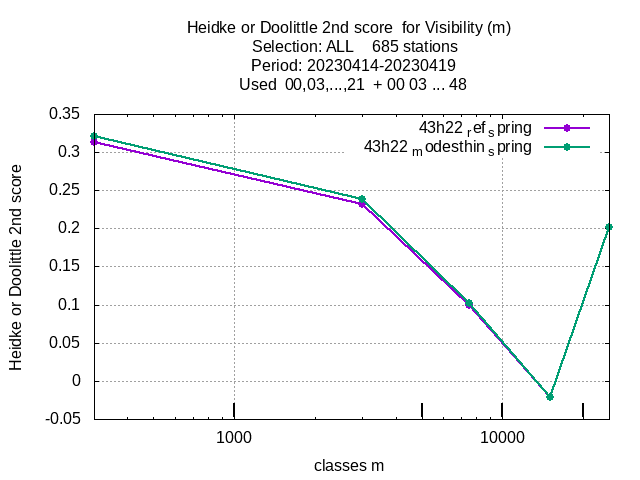 Heidke or Doolittle 2nd score  for Visibility (m)
Selection: ALL    685 stations
Period: 20230414-20230419
Used  00,03,...,21  + 00 03 ... 48
43h22 ref spring
43h22 modesthin spring
0.35
0.3
0.25
0.2
0.15
0.1
0.05
0
-0.05
Heidke or Doolittle 2nd score
1000 10000
classes m